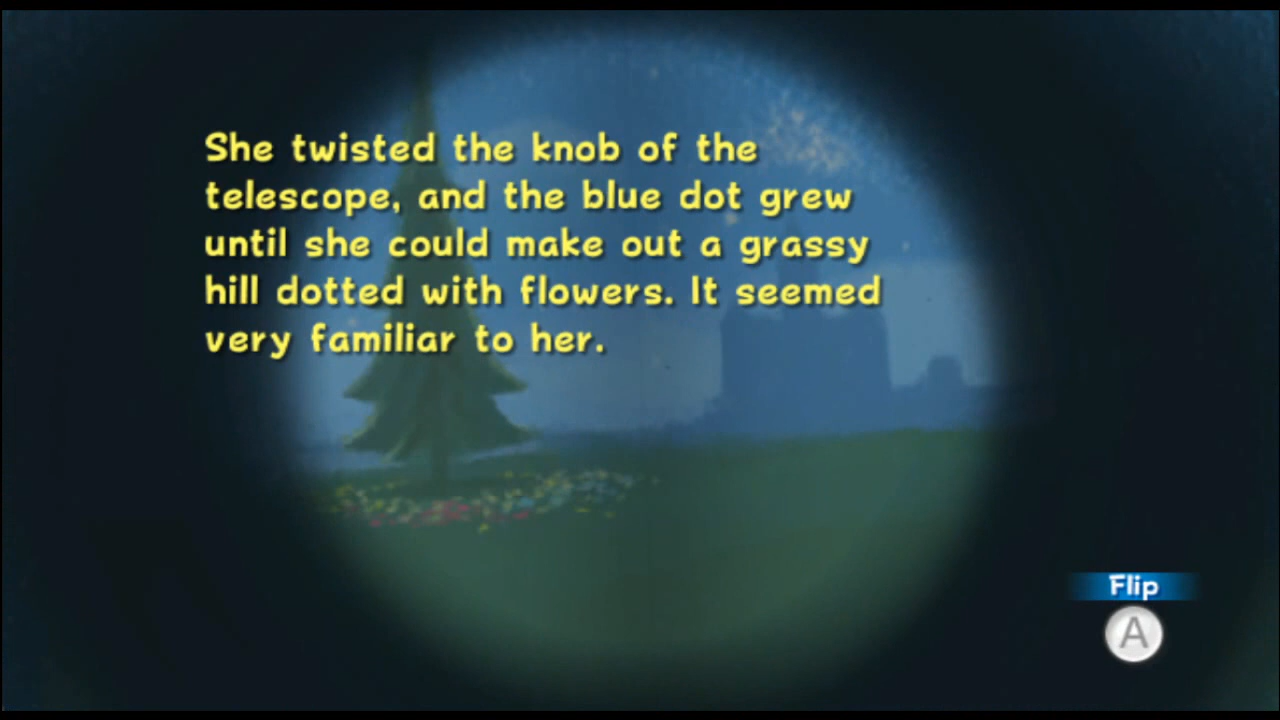 She twisted the knob of the
telescope, and the blue dot grew
until she could make out a grassy
hill dotted with flowers. It seemed
very familiar to her.
Flip
A